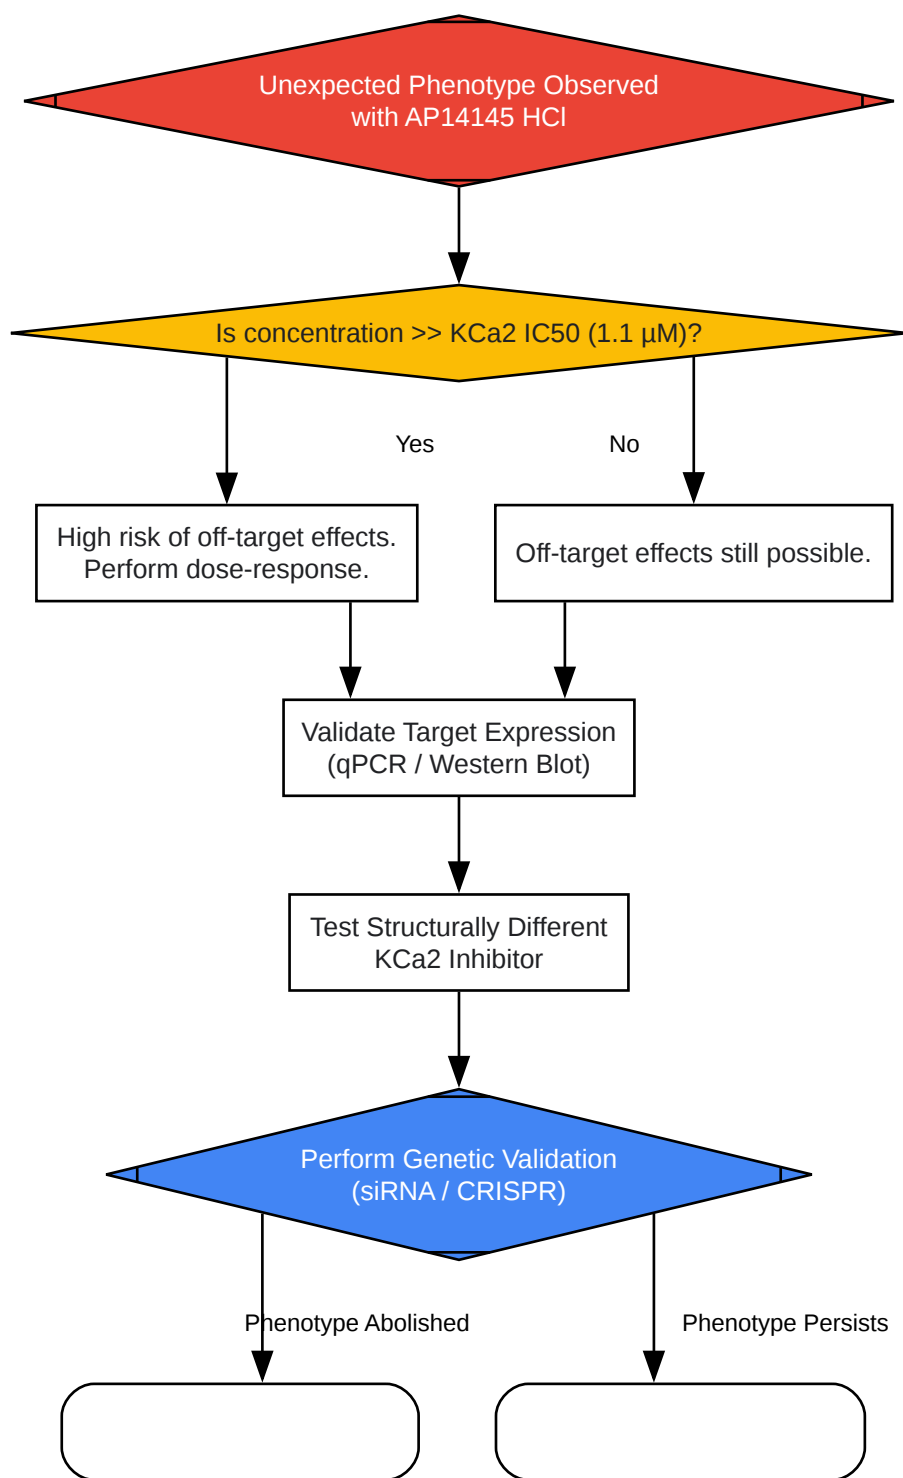 Unexpected Phenotype Observed
with AP14145 HCl
Is concentration >> KCa2 IC50 (1.1 µM)?
Yes
No
High risk of off-target effects.
Perform dose-response.
Off-target effects still possible.
Validate Target Expression
(qPCR / Western Blot)
Test Structurally Different
KCa2 Inhibitor
Perform Genetic Validation
(siRNA / CRISPR)
Phenotype Abolished
Phenotype Persists